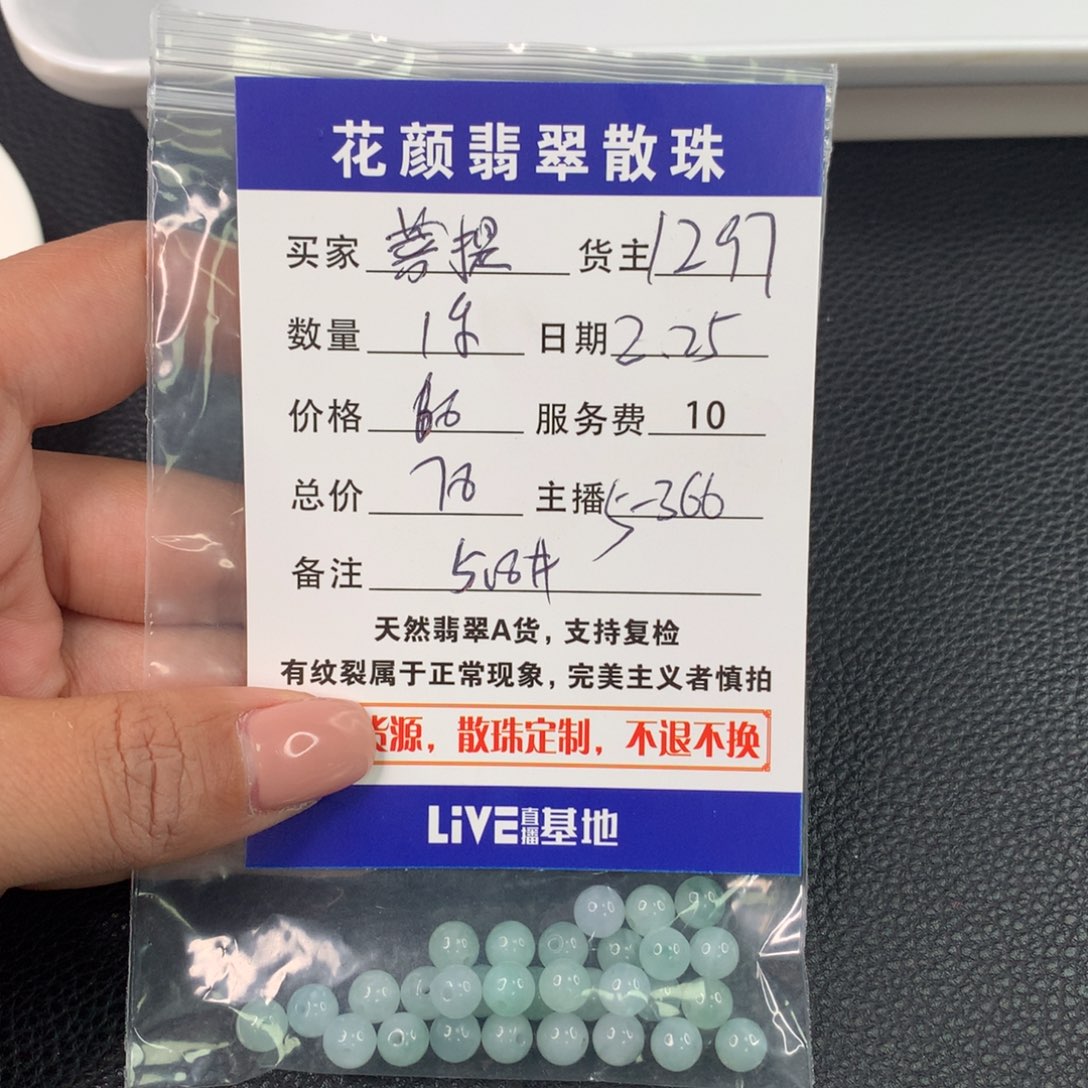 花颜翡翠散珠
买家 菩提 货主 1297
数量 1 日期 2.25
价格 服务费 10
总价 78 主播 5-366
备注 5.8#
天然翡翠A货，支持复检
有纹裂属于正常现象，完美主义者慎拍
货源，散珠定制，不退不换
LiVE直播基地